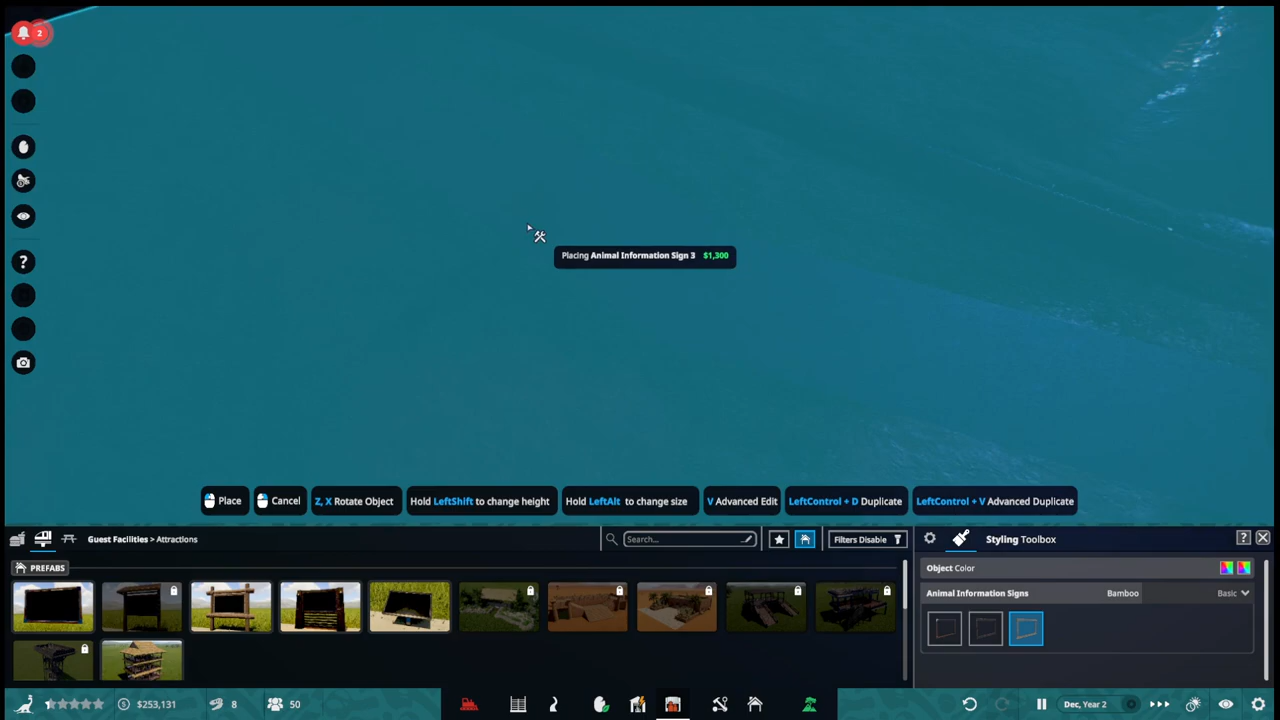 2
Placing Animal Information Sign 3 $1,300
Place
Cancel
Z, X Rotate Object
Hold LeftShift to change height
Hold LeftAlt to change size
V Advanced Edit
LeftControl + D Duplicate
LeftControl + V Advanced Duplicate
Guest Facilities > Attractions
Search...
Filters Disable
Styling Toolbox
?
PREFABS
Object Color
Animal Information Signs
Bamboo
Basic
$253,131
8
50
Dec, Year 2